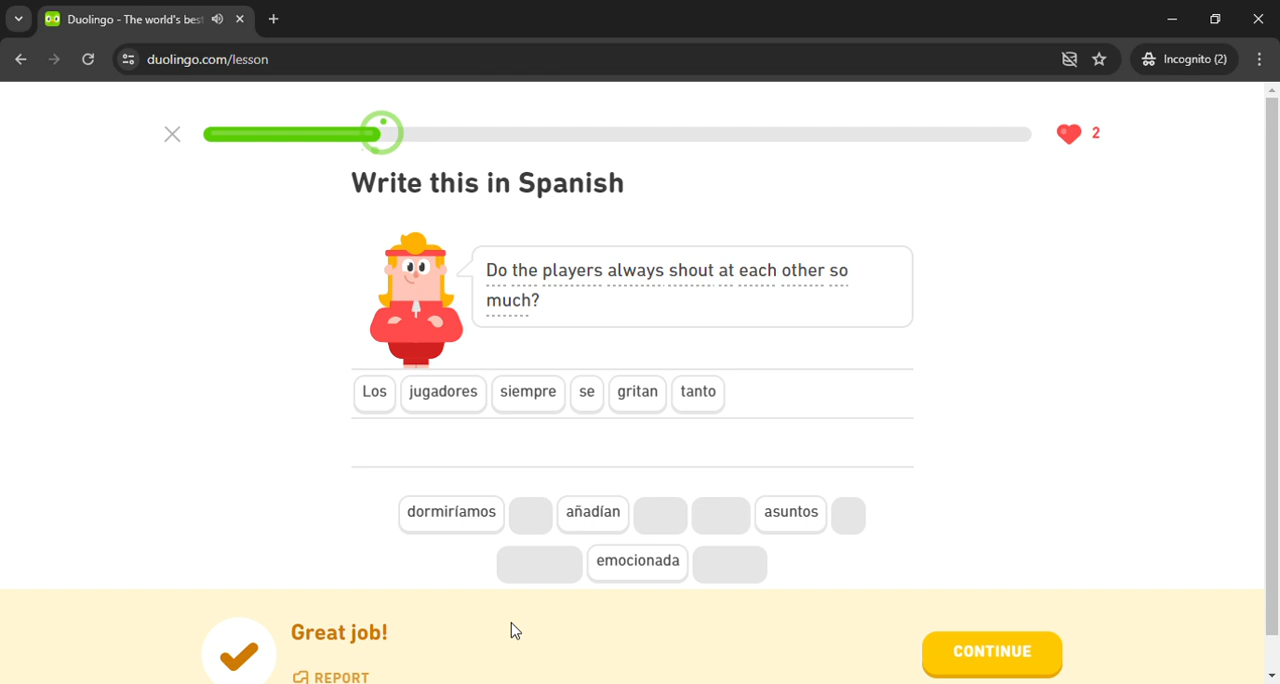 Duolingo - The world's best
duolingo.com/lesson
Incognito (2)
2
Write this in Spanish
Do the players always shout at each other so
much?
Los jugadores siempre se gritan tanto
dormiríamos añadían asuntos
emocionada
Great job!
REPORT
CONTINUE